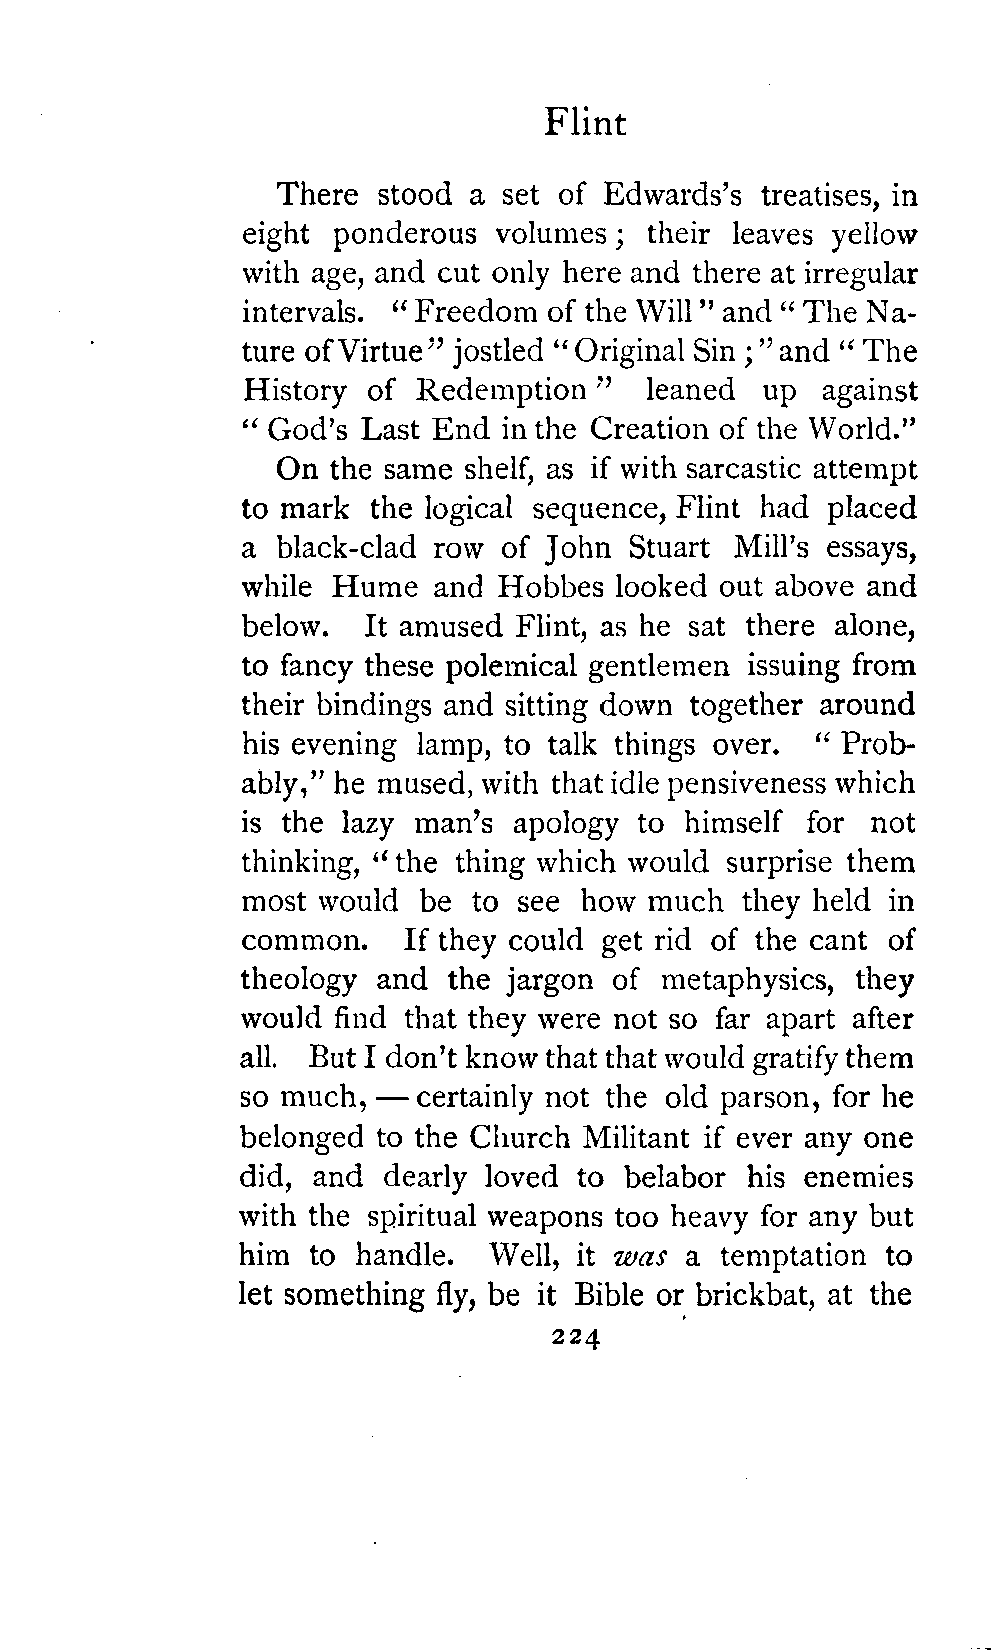 Flint
There stood a set of Edwards's treatises, in
eight ponderous volumes ; their leaves yellow
with age, and cut only here and there at irregular
intervals. “ Freedom of the Will ” and “ The Na-
ture of Virtue ” jostled “ Original Sin ; ” and “ The
History of Redemption ” leaned up against
“ God's Last End in the Creation of the World.”
On the same shelf, as if with sarcastic attempt
to mark the logical sequence, Flint had placed
a black-clad row of John Stuart Mill's essays,
while Hume and Hobbes looked out above and
below. It amused Flint, as he sat there alone,
to fancy these polemical gentlemen issuing from
their bindings and sitting down together around
his evening lamp, to talk things over. “ Prob-
ably,” he mused, with that idle pensiveness which
is the lazy man's apology to himself for not
thinking, “ the thing which would surprise them
most would be to see how much they held in
common. If they could get rid of the cant of
theology and the jargon of metaphysics, they
would find that they were not so far apart after
all. But I don't know that that would gratify them
so much, — certainly not the old parson, for he
belonged to the Church Militant if ever any one
did, and dearly loved to belabor his enemies
with the spiritual weapons too heavy for any but
him to handle. Well, it was a temptation to
let something fly, be it Bible or brickbat, at the
224